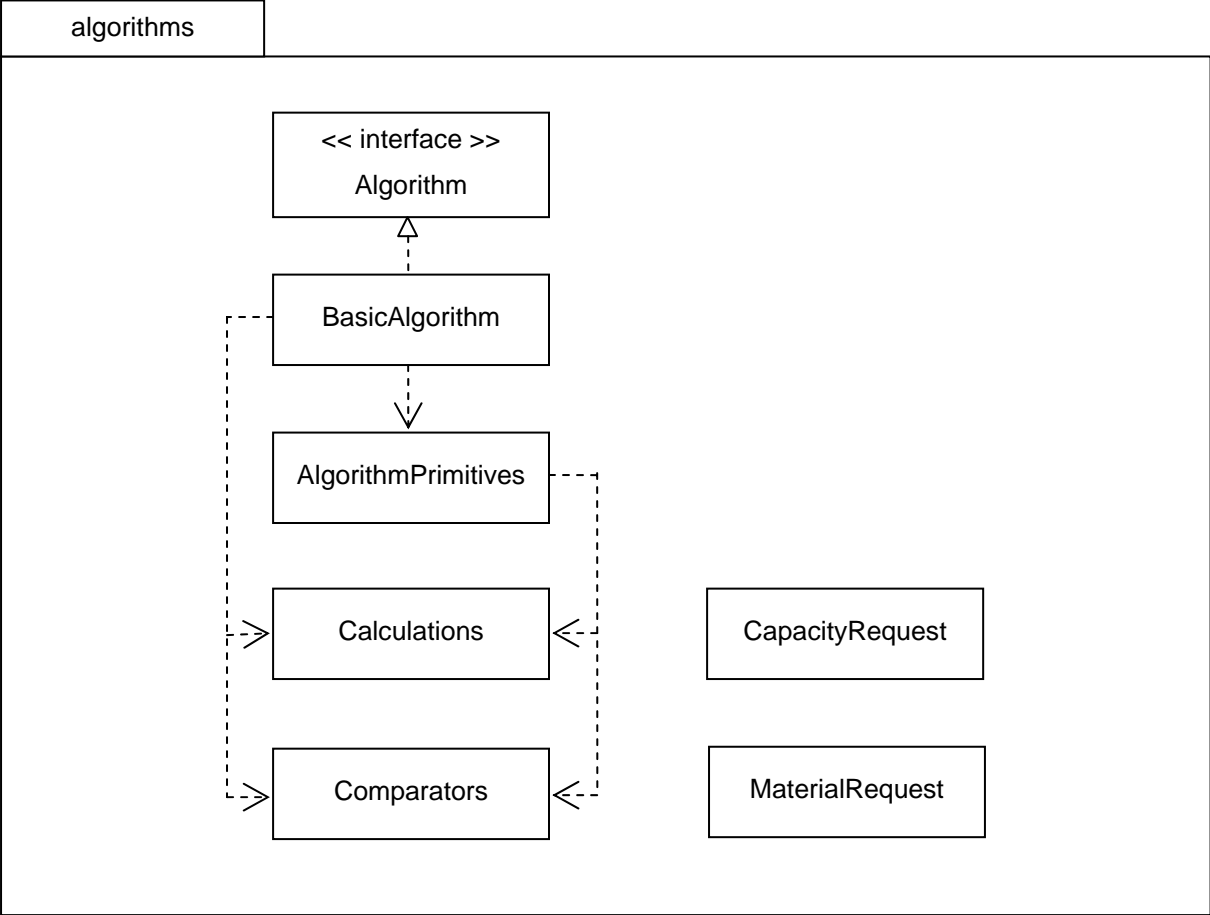 algorithms
<< interface >>
Algorithm
BasicAlgorithm
AlgorithmPrimitives
Calculations
CapacityRequest
Comparators
MaterialRequest